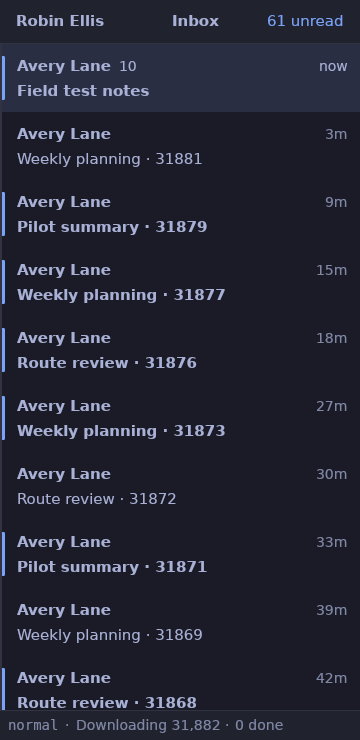 Robin Ellis Inbox 61 unread
Avery Lane 10 now
Field test notes
Avery Lane 3m
Weekly planning · 31881
Avery Lane 9m
Pilot summary · 31879
Avery Lane 15m
Weekly planning · 31877
Avery Lane 18m
Route review · 31876
Avery Lane 27m
Weekly planning · 31873
Avery Lane 30m
Route review · 31872
Avery Lane 33m
Pilot summary · 31871
Avery Lane 39m
Weekly planning · 31869
Avery Lane 42m
Route review · 31868
normal · Downloading 31,882 · 0 done